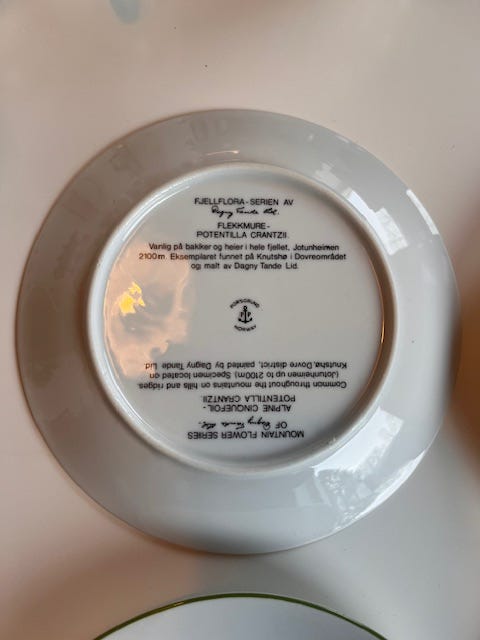 FJELLFLORA-SERIEN AV
Dagny Tande Lid.
FLEKKMURE-
POTENTILLA CRANTZII.
Vanlig på bakker og heier i hele fjellet, Jotunheimen
2100m. Eksemplaret funnet på Knutshø i Dovreområdet
og malt av Dagny Tande Lid.
PORSGRUND
P P
NORWAY
MOUNTAIN FLOWER SERIES
OF Dagny Tande Lid.
ALPINE CINQUEFOIL-
POTENTILLA CRANTZII.
Common throughout the mountains on hills and ridges
(Jotunheimen up to 2100m). Specimen located on
Knutshø, Dovre district, painted by Dagny Tande Lid.